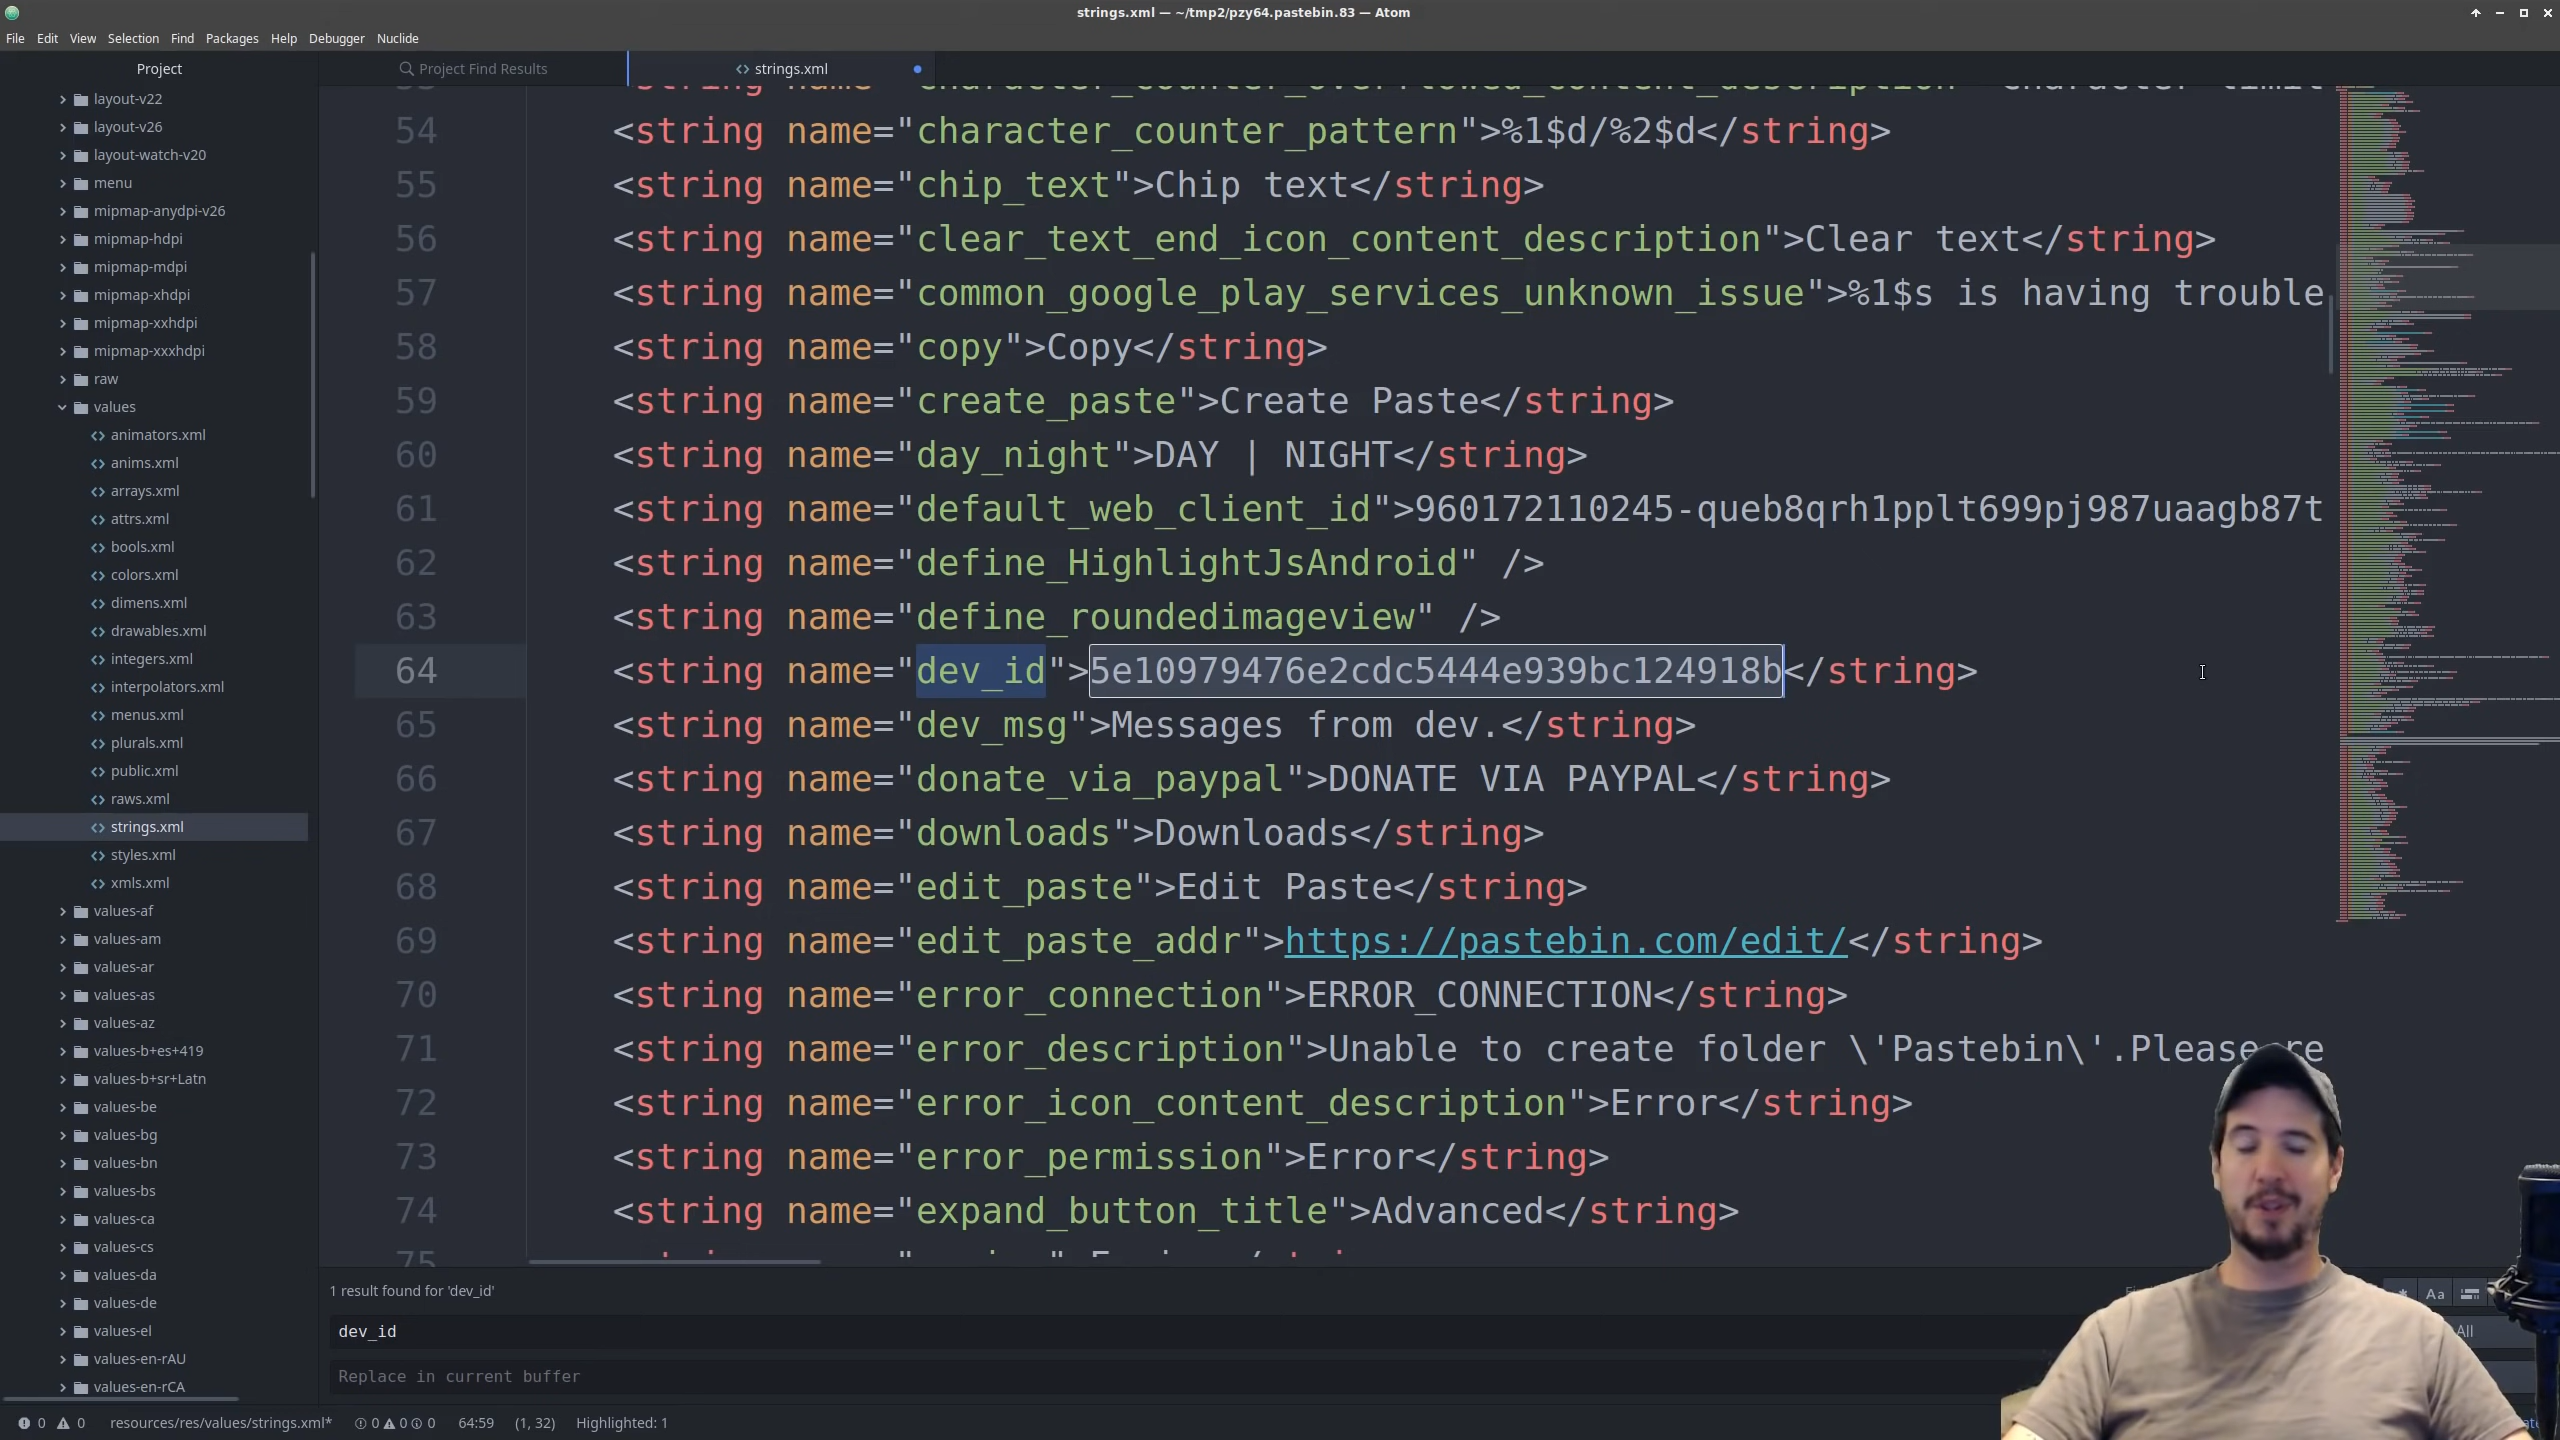 strings.xml — ~/tmp2/pzy64.pastebin.83 — Atom
File Edit View Selection Find Packages Help Debugger Nuclide
Project
Project Find Results
strings.xml
layout-v22
layout-v26
layout-watch-v20
menu
mipmap-anydpi-v26
mipmap-hdpi
mipmap-mdpi
mipmap-xhdpi
mipmap-xxhdpi
mipmap-xxxhdpi
raw
values
animators.xml
anims.xml
arrays.xml
attrs.xml
bools.xml
colors.xml
dimens.xml
drawables.xml
integers.xml
interpolators.xml
menus.xml
plurals.xml
public.xml
raws.xml
strings.xml
styles.xml
xmls.xml
values-af
values-am
values-ar
values-as
values-az
values-b+es+419
values-b+sr+Latn
values-be
values-bg
values-bn
values-bs
values-ca
values-cs
values-da
values-de
values-el
values-en-rAU
values-en-rCA
54 <string name="character_counter_pattern">%1$d/%2$d</string>
55 <string name="chip_text">Chip text</string>
56 <string name="clear_text_end_icon_content_description">Clear text</string>
57 <string name="common_google_play_services_unknown_issue">%1$s is having trouble
58 <string name="copy">Copy</string>
59 <string name="create_paste">Create Paste</string>
60 <string name="day_night">DAY | NIGHT</string>
61 <string name="default_web_client_id">960172110245-queb8qrh1pplt699pj987uaagb87t
62 <string name="define_HighlightJsAndroid" />
63 <string name="define_roundedimageview" />
64 <string name="dev_id">5e10979476e2cdc5444e939bc124918b</string>
65 <string name="dev_msg">Messages from dev.</string>
66 <string name="donate_via_paypal">DONATE VIA PAYPAL</string>
67 <string name="downloads">Downloads</string>
68 <string name="edit_paste">Edit Paste</string>
69 <string name="edit_paste_addr">https://pastebin.com/edit/</string>
70 <string name="error_connection">ERROR_CONNECTION</string>
71 <string name="error_description">Unable to create folder \'Pastebin\'.Please re
72 <string name="error_icon_content_description">Error</string>
73 <string name="error_permission">Error</string>
74 <string name="expand_button_title">Advanced</string>
75
1 result found for 'dev_id'
Aa
dev_id
All
Replace in current buffer
0 0 resources/res/values/strings.xml* 0 0 0 64:59 (1, 32) Highlighted: 1